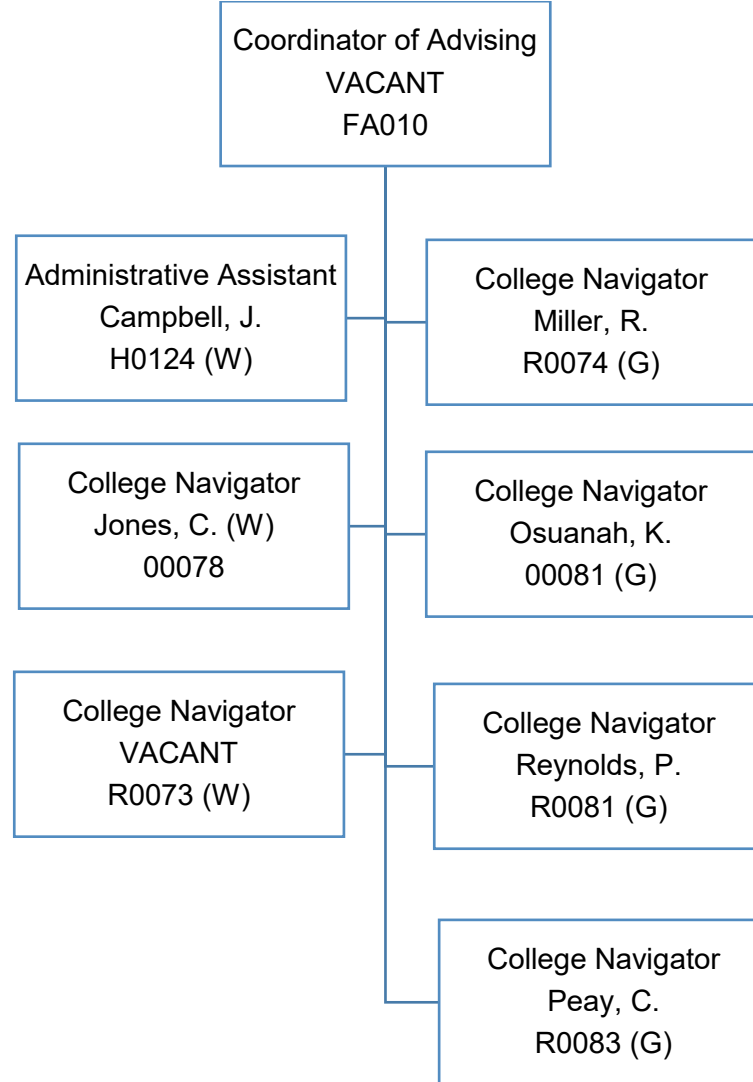 Coordinator of Advising
VACANT
FA010
Administrative Assistant
Campbell, J.
H0124 (W)
College Navigator
Miller, R.
R0074 (G)
College Navigator
Jones, C. (W)
00078
College Navigator
Osuanah, K.
00081 (G)
College Navigator
VACANT
R0073 (W)
College Navigator
Reynolds, P.
R0081 (G)
College Navigator
Peay, C.
R0083 (G)